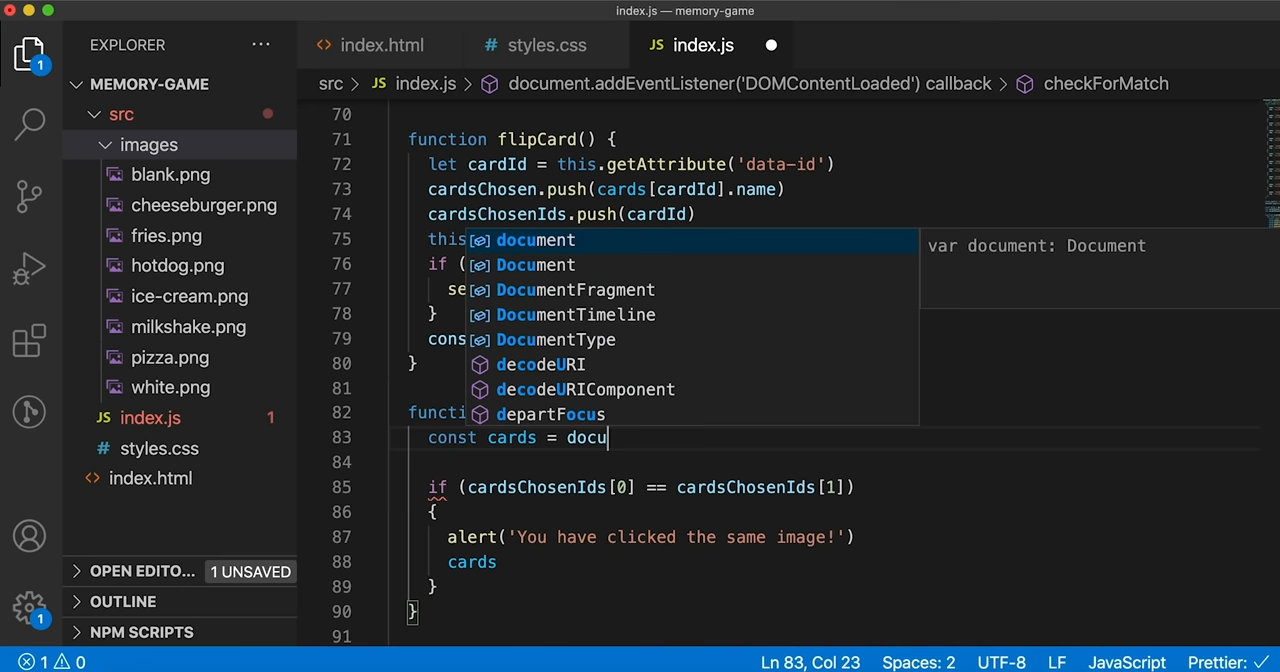 index.js — memory-game
EXPLORER ···
<> index.html # styles.css JS index.js
MEMORY-GAME
src > JS index.js > document.addEventListener('DOMContentLoaded') callback > checkForMatch
src
images
blank.png
cheeseburger.png
fries.png
hotdog.png
ice-cream.png
milkshake.png
pizza.png
white.png
JS index.js 1
# styles.css
<> index.html
OPEN EDITO... 1 UNSAVED
OUTLINE
NPM SCRIPTS
1
1
70
71 function flipCard() {
72 let cardId = this.getAttribute('data-id')
73 cardsChosen.push(cards[cardId].name)
74 cardsChosenIds.push(cardId)
75 this
76 if (
77 se
78 }
79 cons
80 }
81
82 functi
83 const cards = docu
84
85 if (cardsChosenIds[0] == cardsChosenIds[1])
86 {
87 alert('You have clicked the same image!')
88 cards
89 }
90 }
91
document
Document
DocumentFragment
DocumentTimeline
DocumentType
decodeURI
decodeURIComponent
departFocus
var document: Document
1 0 Ln 83, Col 23 Spaces: 2 UTF-8 LF JavaScript Prettier: ✓